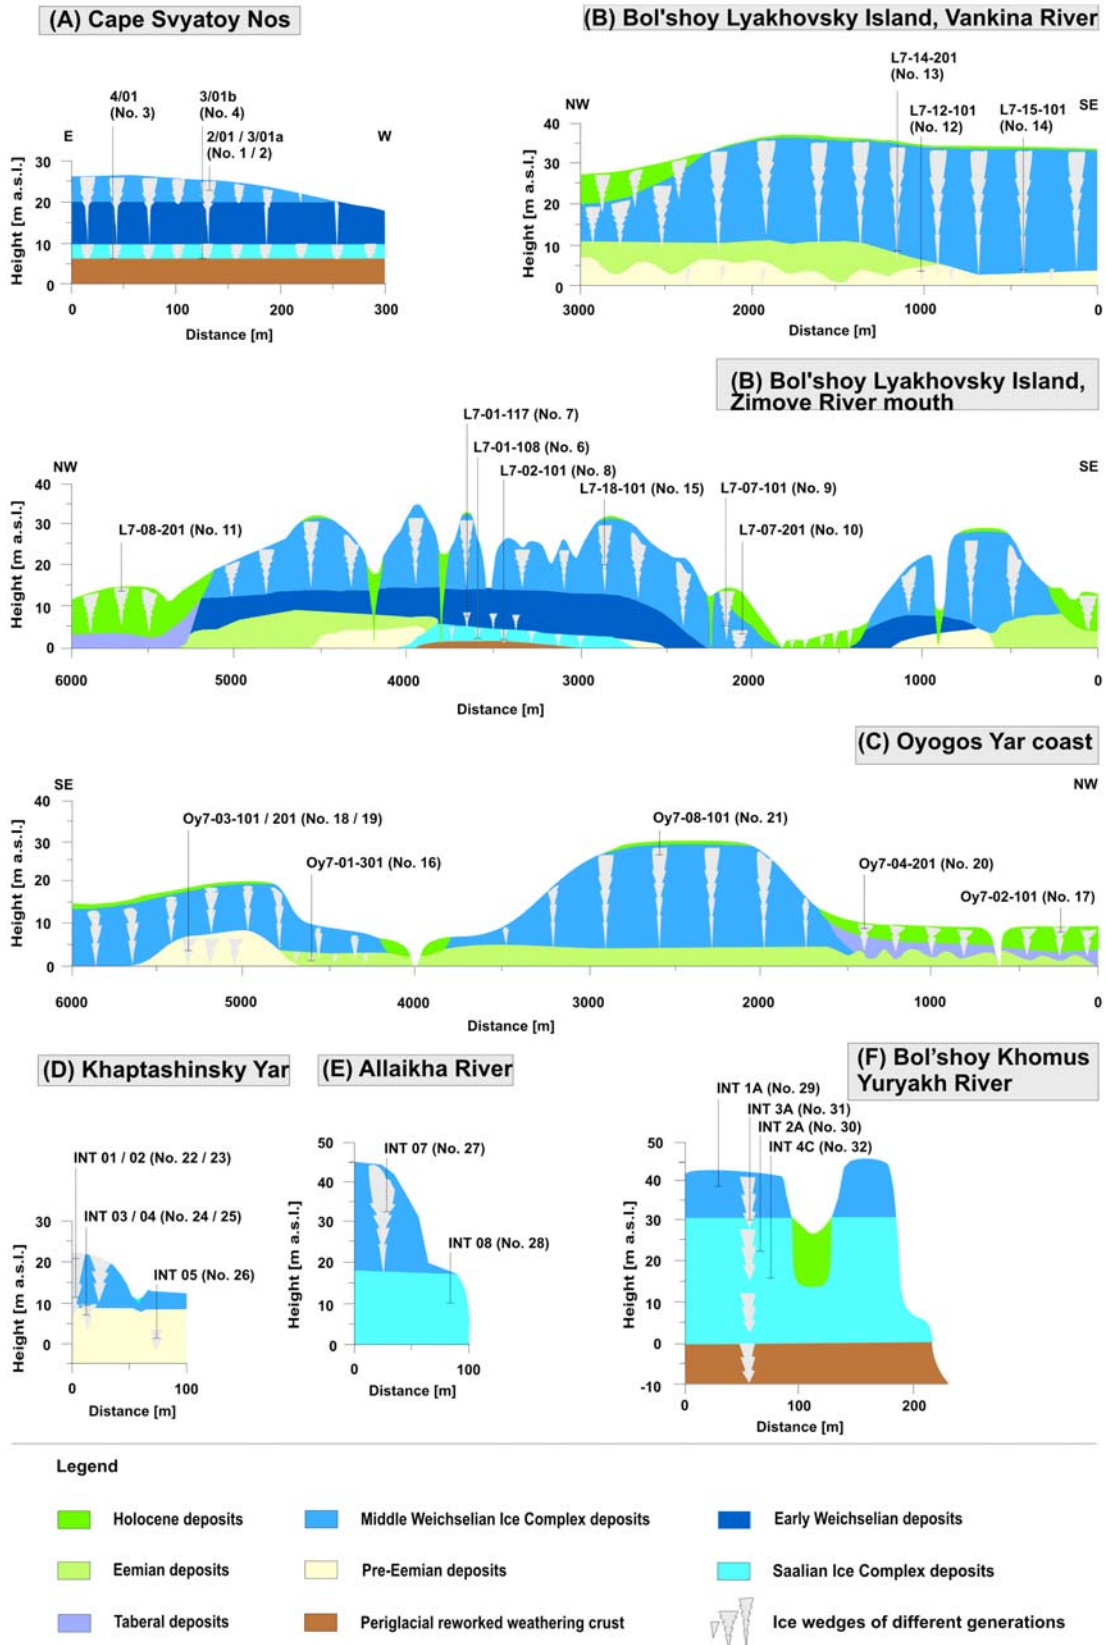 (A) Cape Svyatoy Nos
4/01
(No. 3)
3/01b
(No. 4)
2/01 / 3/01a
(No. 1 / 2)
E
W
Height [m a.s.l.]
30
20
10
0
0
100
200
300
Distance [m]
(B) Bol'shoy Lyakhovsky Island, Vankina River
L7-14-201
(No. 13)
L7-12-101
(No. 12)
L7-15-101
(No. 14)
NW
SE
Height [m a.s.l.]
40
30
20
10
0
3000
2000
1000
0
Distance [m]
(B) Bol'shoy Lyakhovsky Island,
Zimove River mouth
L7-01-117 (No. 7)
L7-01-108 (No. 6)
L7-02-101 (No. 8)
L7-18-101 (No. 15)
L7-07-101 (No. 9)
L7-07-201 (No. 10)
L7-08-201 (No. 11)
NW
SE
Height [m a.s.l.]
40
30
20
10
0
6000
5000
4000
3000
2000
1000
0
Distance [m]
(C) Oyogos Yar coast
SE
NW
Oy7-03-101 / 201 (No. 18 / 19)
Oy7-01-301 (No. 16)
Oy7-08-101 (No. 21)
Oy7-04-201 (No. 20)
Oy7-02-101 (No. 17)
Height [m a.s.l.]
40
30
20
10
0
6000
5000
4000
3000
2000
1000
0
Distance [m]
(D) Khaptashinsky Yar
INT 01 / 02 (No. 22 / 23)
INT 03 / 04 (No. 24 / 25)
INT 05 (No. 26)
Height [m a.s.l.]
30
20
10
0
0
100
Distance [m]
(E) Allaikha River
INT 07 (No. 27)
INT 08 (No. 28)
Height [m a.s.l.]
50
40
30
20
10
0
0
100
Distance [m]
(F) Bol’shoy Khomus
Yuryakh River
INT 1A (No. 29)
INT 3A (No. 31)
INT 2A (No. 30)
INT 4C (No. 32)
Height [m a.s.l.]
50
40
30
20
10
0
-10
0
100
200
Distance [m]
Legend
Holocene deposits
Middle Weichselian Ice Complex deposits
Early Weichselian deposits
Eemian deposits
Pre-Eemian deposits
Saalian Ice Complex deposits
Taberal deposits
Periglacial reworked weathering crust
Ice wedges of different generations